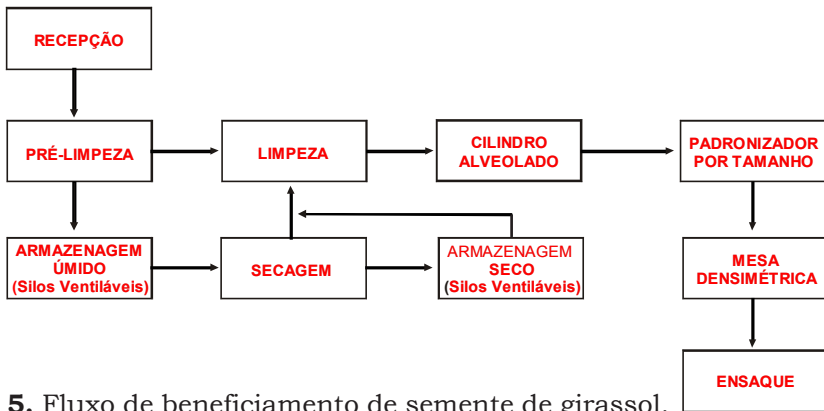 RECEPÇÃO
PRÉ-LIMPEZA
LIMPEZA
CILINDRO
ALVEOLADO
PADRONIZADOR
POR TAMANHO
ARMAZENAGEM
ÚMIDO
(Silos Ventiláveis)
SECAGEM
ARMAZENAGEM
SECO
(Silos Ventiláveis)
MESA
DENSIMÉTRICA
ENSAQUE
5. Fluxo de beneficiamento de semente de girassol.